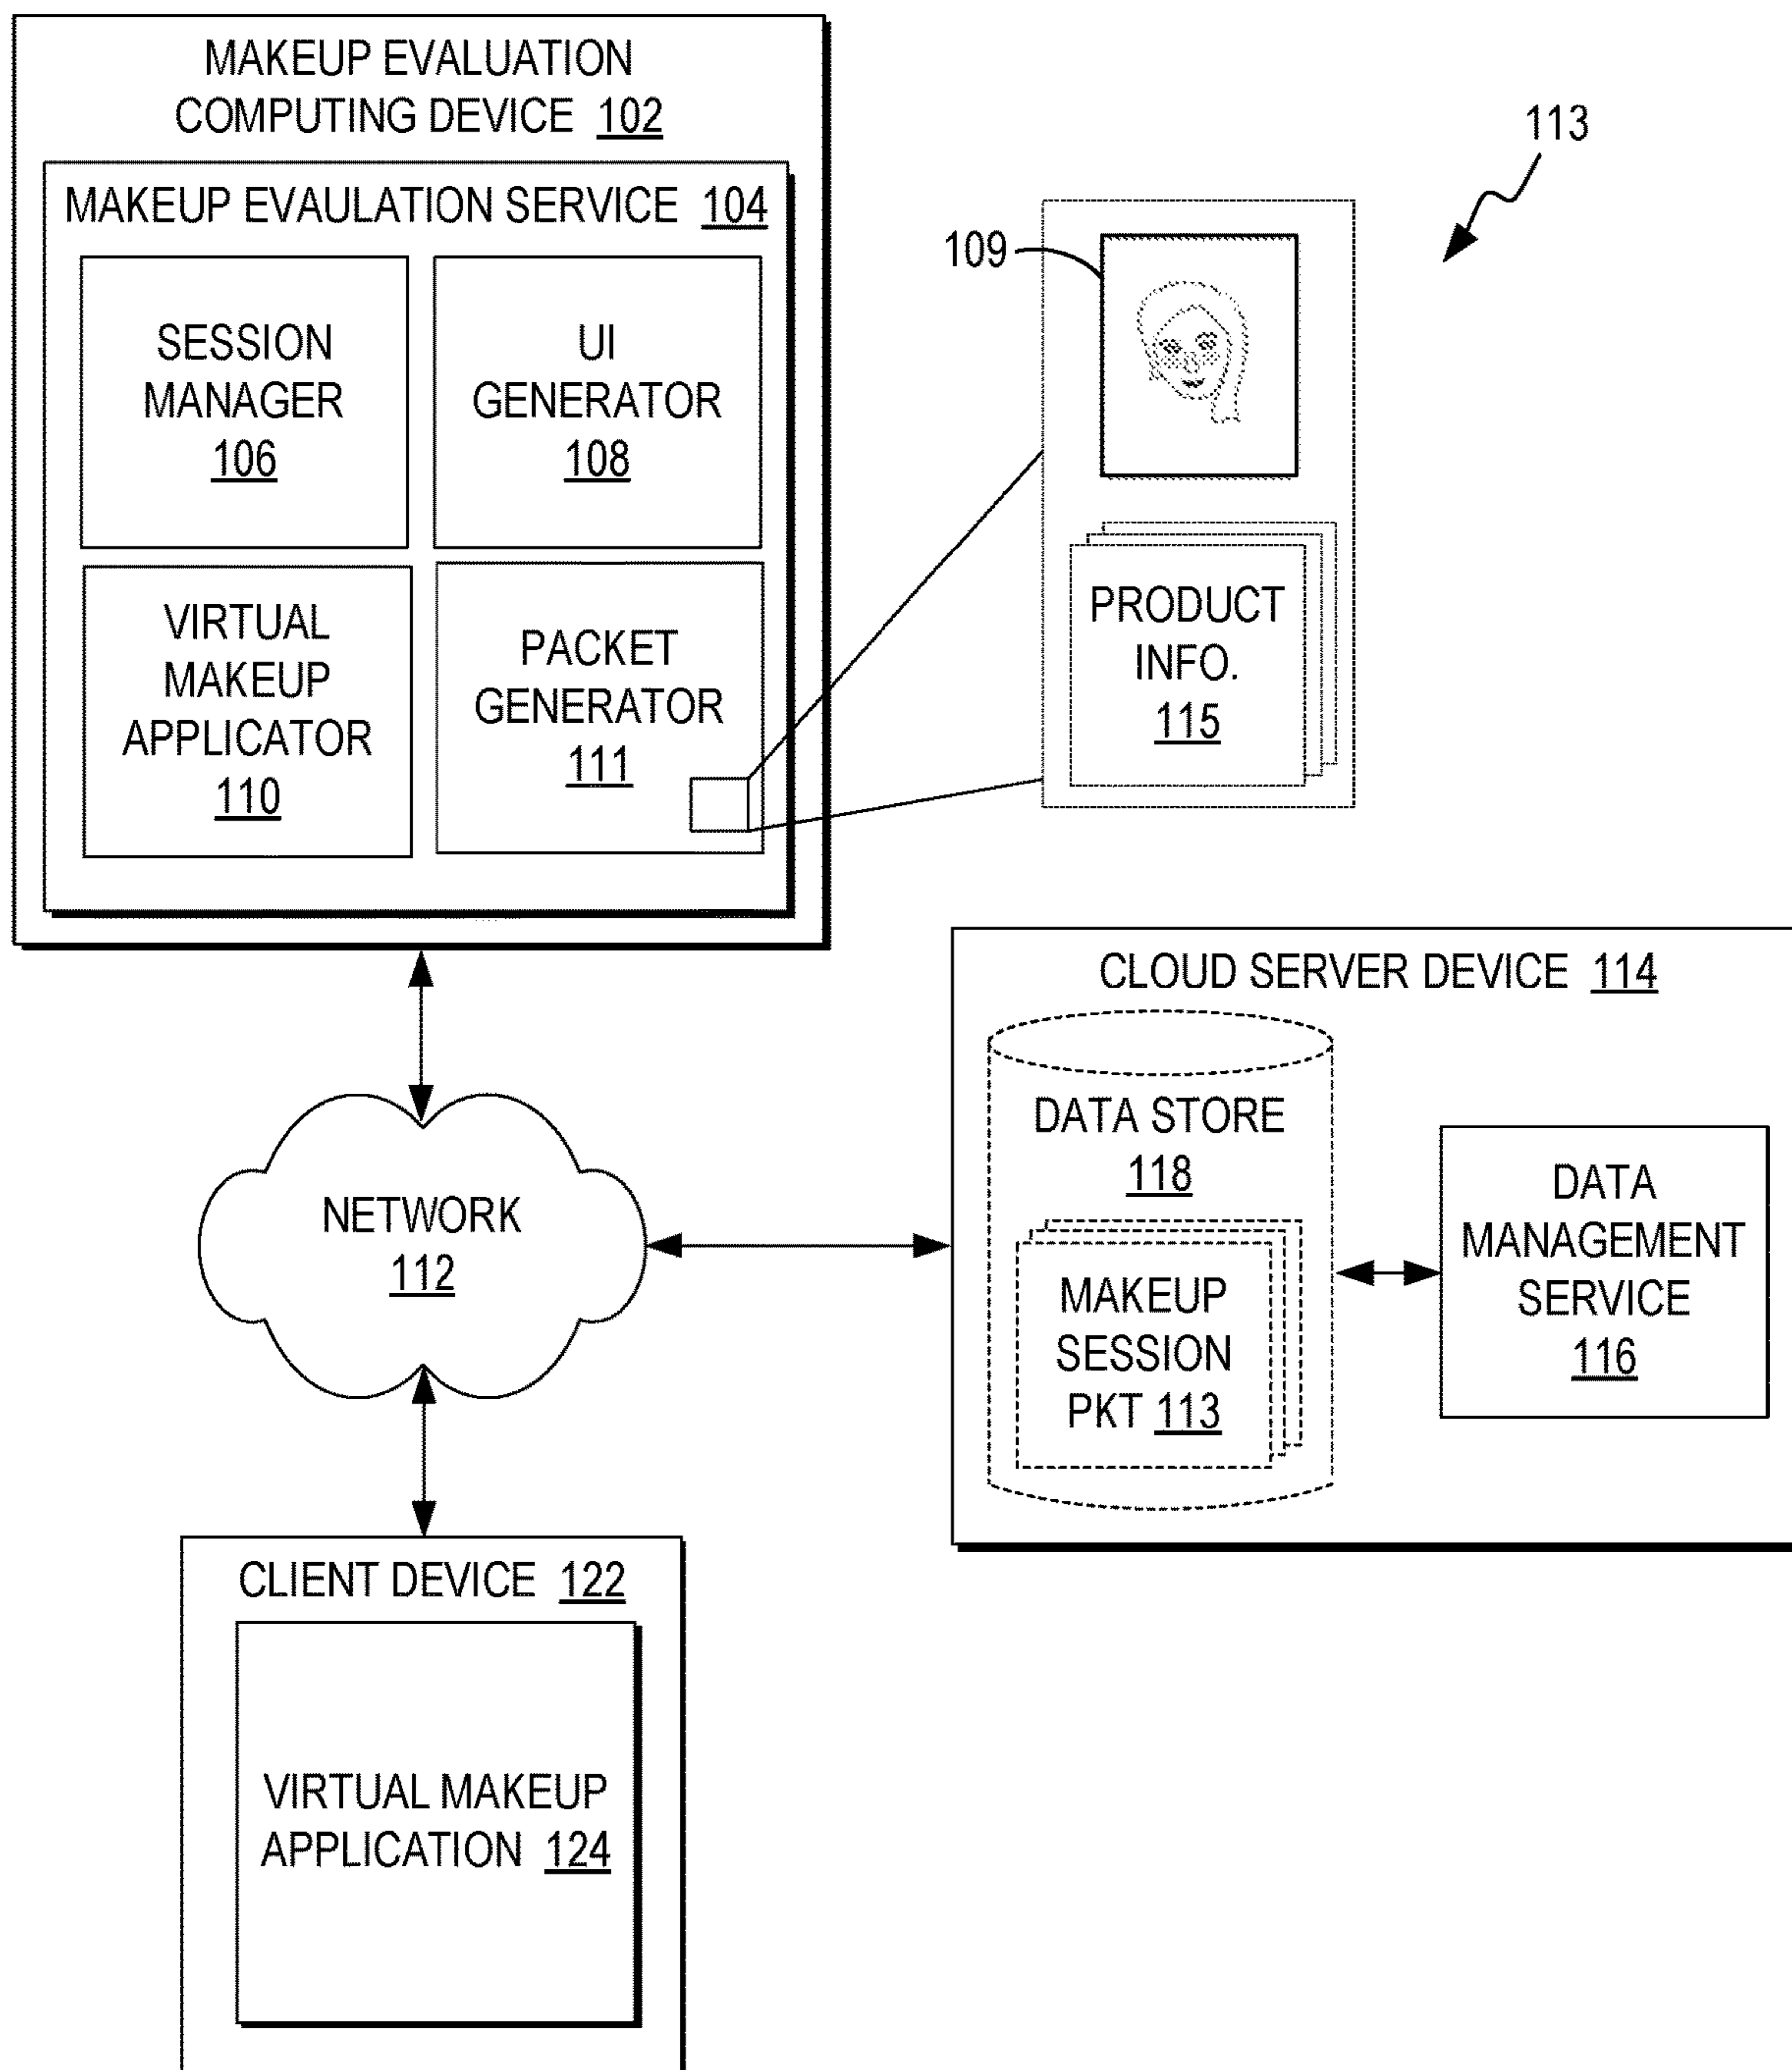 MAKEUP EVALUATION
COMPUTING DEVICE 102
MAKEUP EVAULATION SERVICE 104
SESSION
MANAGER
106
UI
GENERATOR
108
VIRTUAL
MAKEUP
APPLICATOR
110
PACKET
GENERATOR
111
113
109
PRODUCT
INFO.
115
CLOUD SERVER DEVICE 114
DATA STORE
118
MAKEUP
SESSION
PKT 113
DATA
MANAGEMENT
SERVICE
116
NETWORK
112
CLIENT DEVICE 122
VIRTUAL MAKEUP
APPLICATION 124